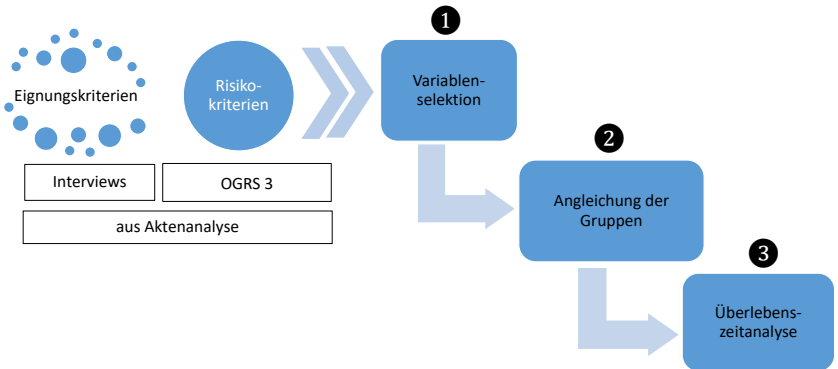 Eignungskriterien
Risiko-
kriterien
Interviews
OGRS 3
aus Aktenanalyse
1
Variablen-
selektion
2
Angleichung der
Gruppen
3
Überlebens-
zeitanalyse